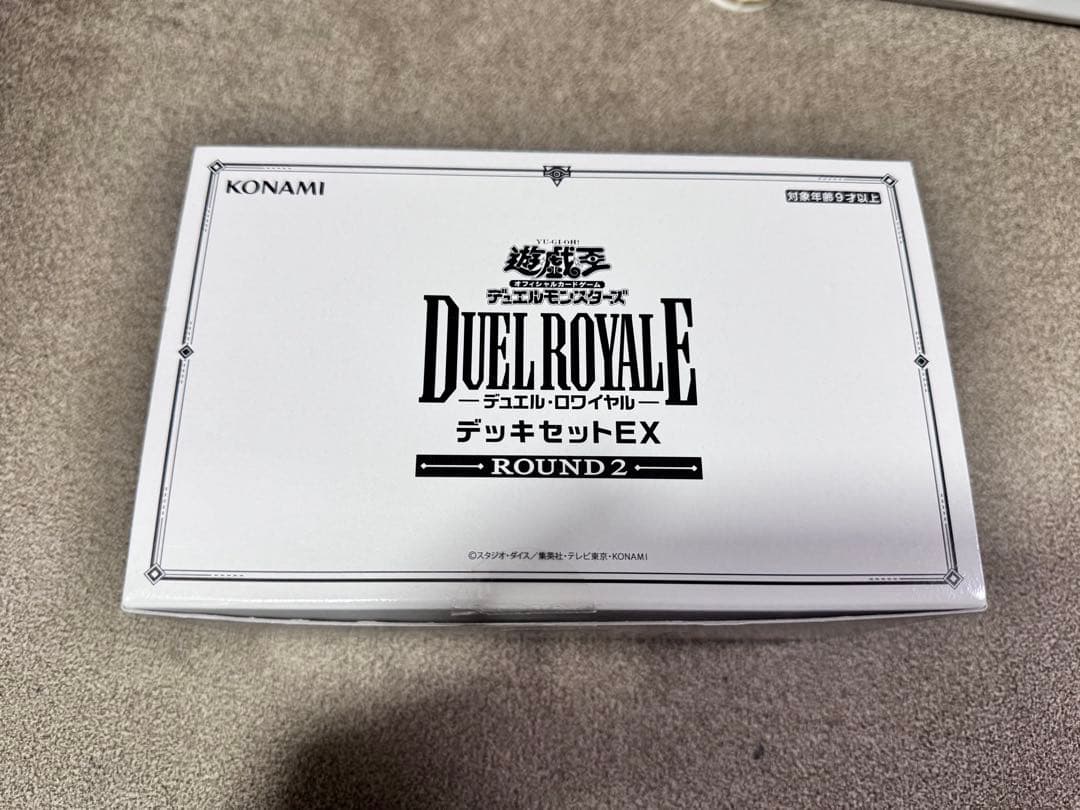 KONAMI
対象年齢9才以上
YU-GI-OH!
遊戯王
オフィシャルカードゲーム
デュエルモンスターズ
DUEL ROYALE
デュエル・ロワイヤル
デッキセットEX
ROUND 2
©スタジオ・ダイス／集英社・テレビ東京・KONAMI